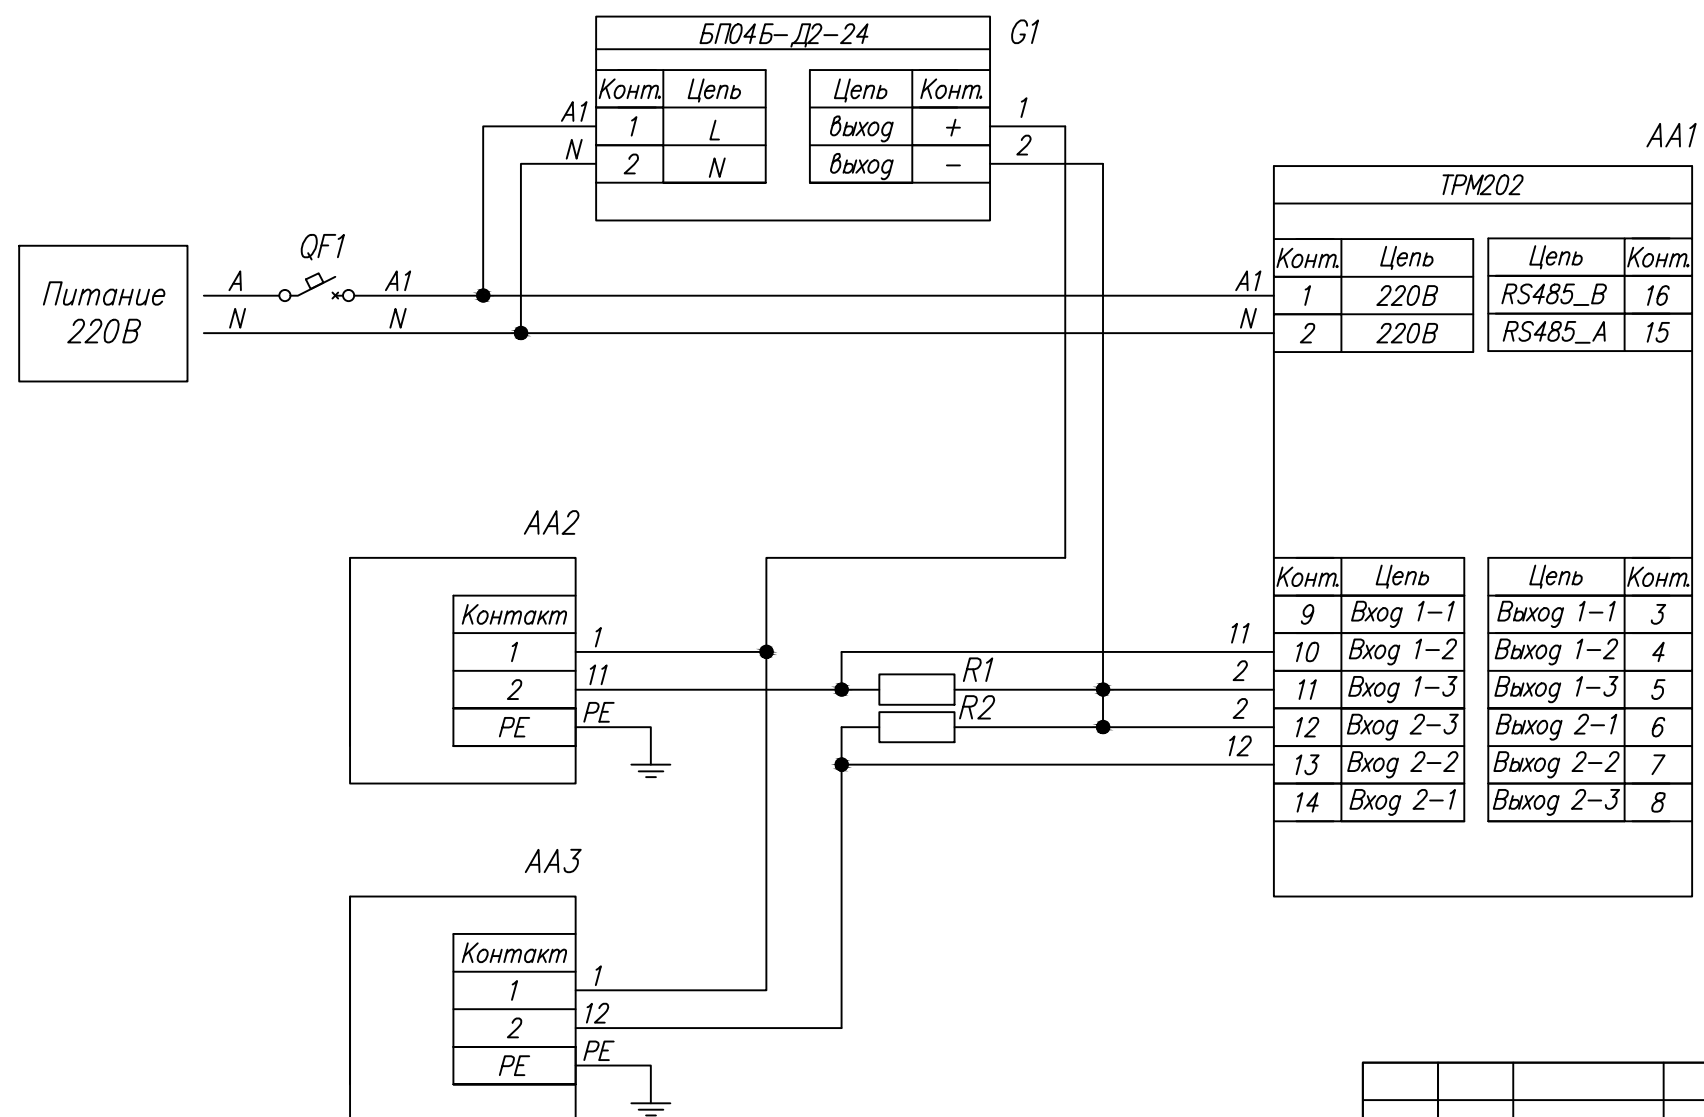 БП04Б-Д2-24
G1
Конт. Цепь Цепь Конт.
A1 1 L выход + 1
N 2 N выход - 2
AA1
ТРМ202
Питание
220В
QF1
A A1 A1
N N N
Конт. Цепь Цепь Конт.
1 220В RS485_B 16
2 220В RS485_A 15
AA2
Контакт
1 1
2 11
PE PE
R1
R2
11
2
2
12
Конт. Цепь Цепь Конт.
9 Вход 1-1 Выход 1-1 3
10 Вход 1-2 Выход 1-2 4
11 Вход 1-3 Выход 1-3 5
12 Вход 2-3 Выход 2-1 6
13 Вход 2-2 Выход 2-2 7
14 Вход 2-1 Выход 2-3 8
AA3
Контакт
1 1
2 12
PE PE